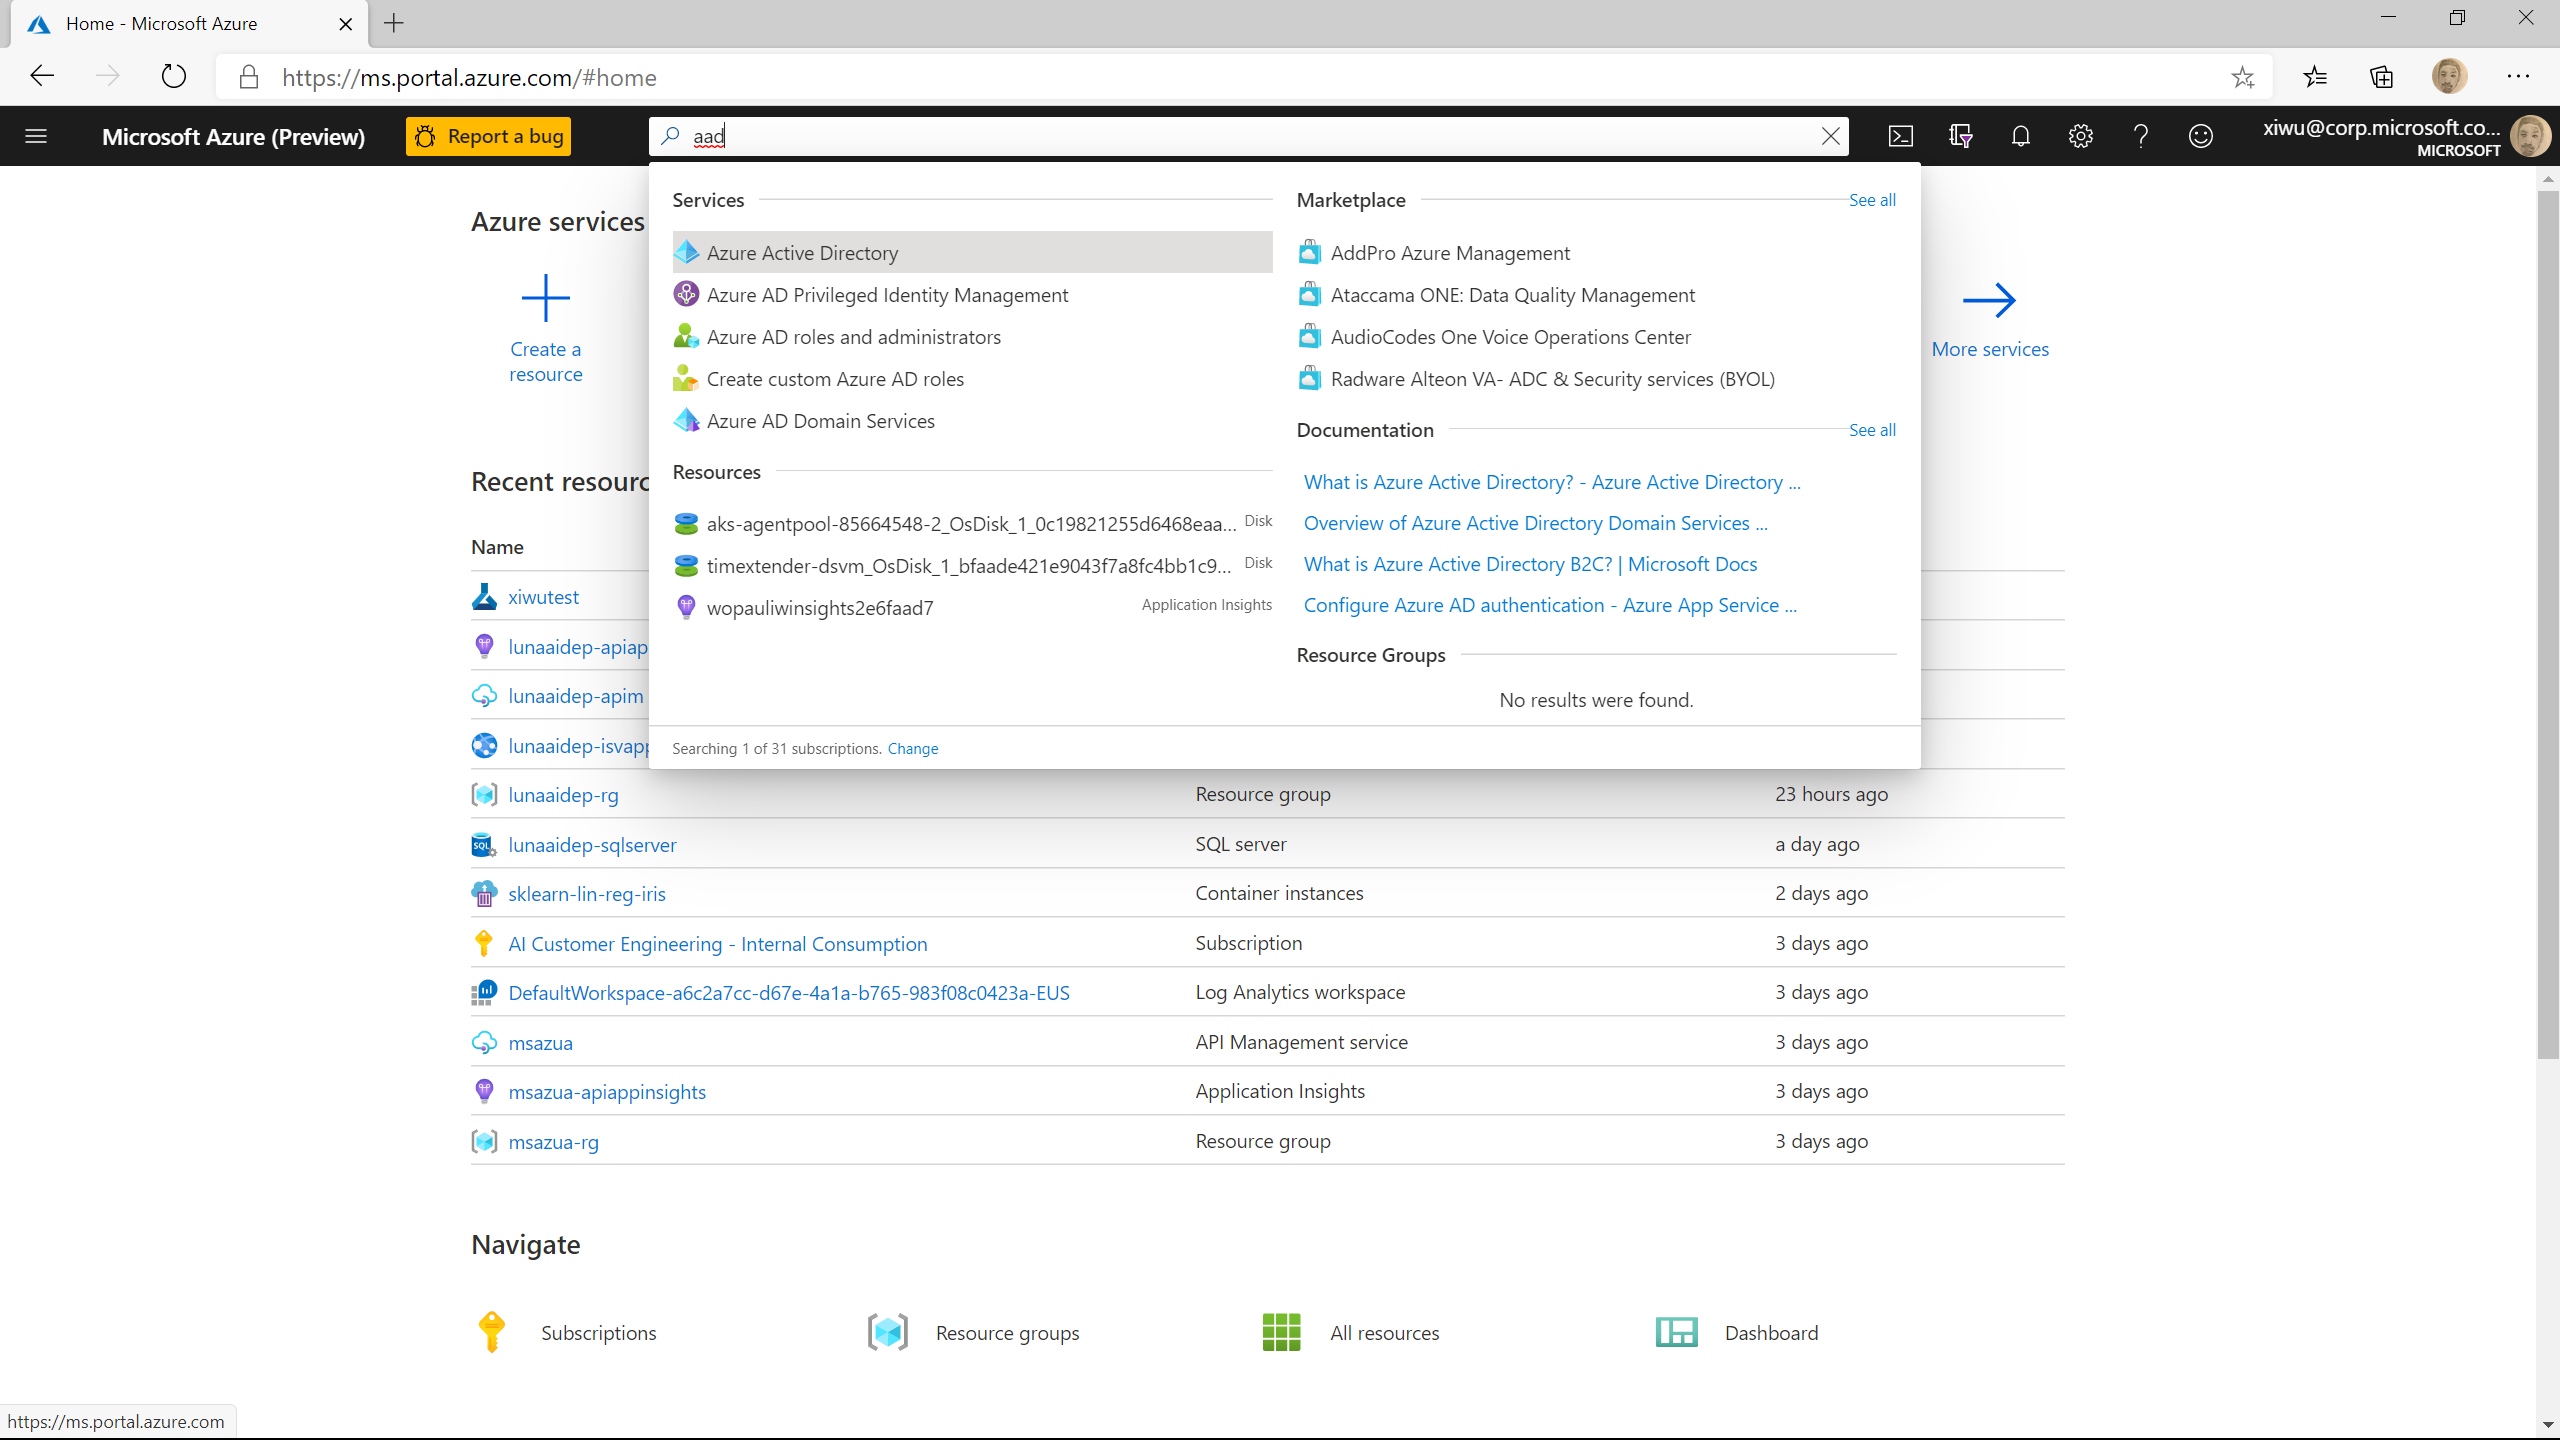 Home - Microsoft Azure
https://ms.portal.azure.com/#home
Microsoft Azure (Preview)
Report a bug
aad
xiwu@corp.microsoft.co...
MICROSOFT
Azure services
Create a
resource
More services
Services
Azure Active Directory
Azure AD Privileged Identity Management
Azure AD roles and administrators
Create custom Azure AD roles
Azure AD Domain Services
Resources
aks-agentpool-85664548-2_OsDisk_1_0c19821255d6468eaa... Disk
timextender-dsvm_OsDisk_1_bfaade421e9043f7a8fc4bb1c9... Disk
wopauliwinsights2e6faad7 Application Insights
Marketplace See all
AddPro Azure Management
Ataccama ONE: Data Quality Management
AudioCodes One Voice Operations Center
Radware Alteon VA- ADC & Security services (BYOL)
Documentation See all
What is Azure Active Directory? - Azure Active Directory ...
Overview of Azure Active Directory Domain Services ...
What is Azure Active Directory B2C? | Microsoft Docs
Configure Azure AD authentication - Azure App Service ...
Resource Groups
No results were found.
Searching 1 of 31 subscriptions. Change
Recent resourc
Name
xiwutest
lunaaidep-apiap
lunaaidep-apim
lunaaidep-isvapp
lunaaidep-rg Resource group 23 hours ago
lunaaidep-sqlserver SQL server a day ago
sklearn-lin-reg-iris Container instances 2 days ago
AI Customer Engineering - Internal Consumption Subscription 3 days ago
DefaultWorkspace-a6c2a7cc-d67e-4a1a-b765-983f08c0423a-EUS Log Analytics workspace 3 days ago
msazua API Management service 3 days ago
msazua-apiappinsights Application Insights 3 days ago
msazua-rg Resource group 3 days ago
Navigate
Subscriptions
Resource groups
All resources
Dashboard
https://ms.portal.azure.com